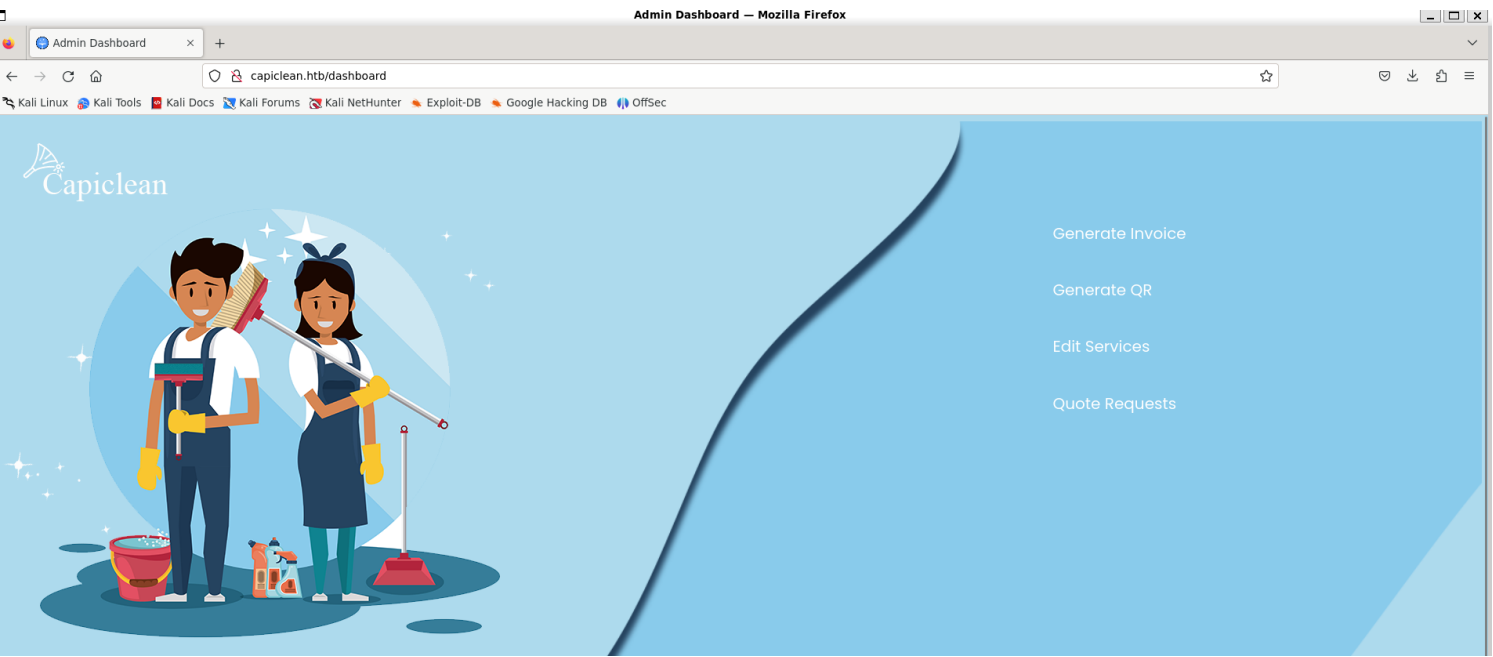 Admin Dashboard — Mozilla Firefox
Admin Dashboard
capiclean.htb/dashboard
Kali Linux Kali Tools Kali Docs Kali Forums Kali NetHunter Exploit-DB Google Hacking DB OffSec
Capiclean
Generate Invoice
Generate QR
Edit Services
Quote Requests